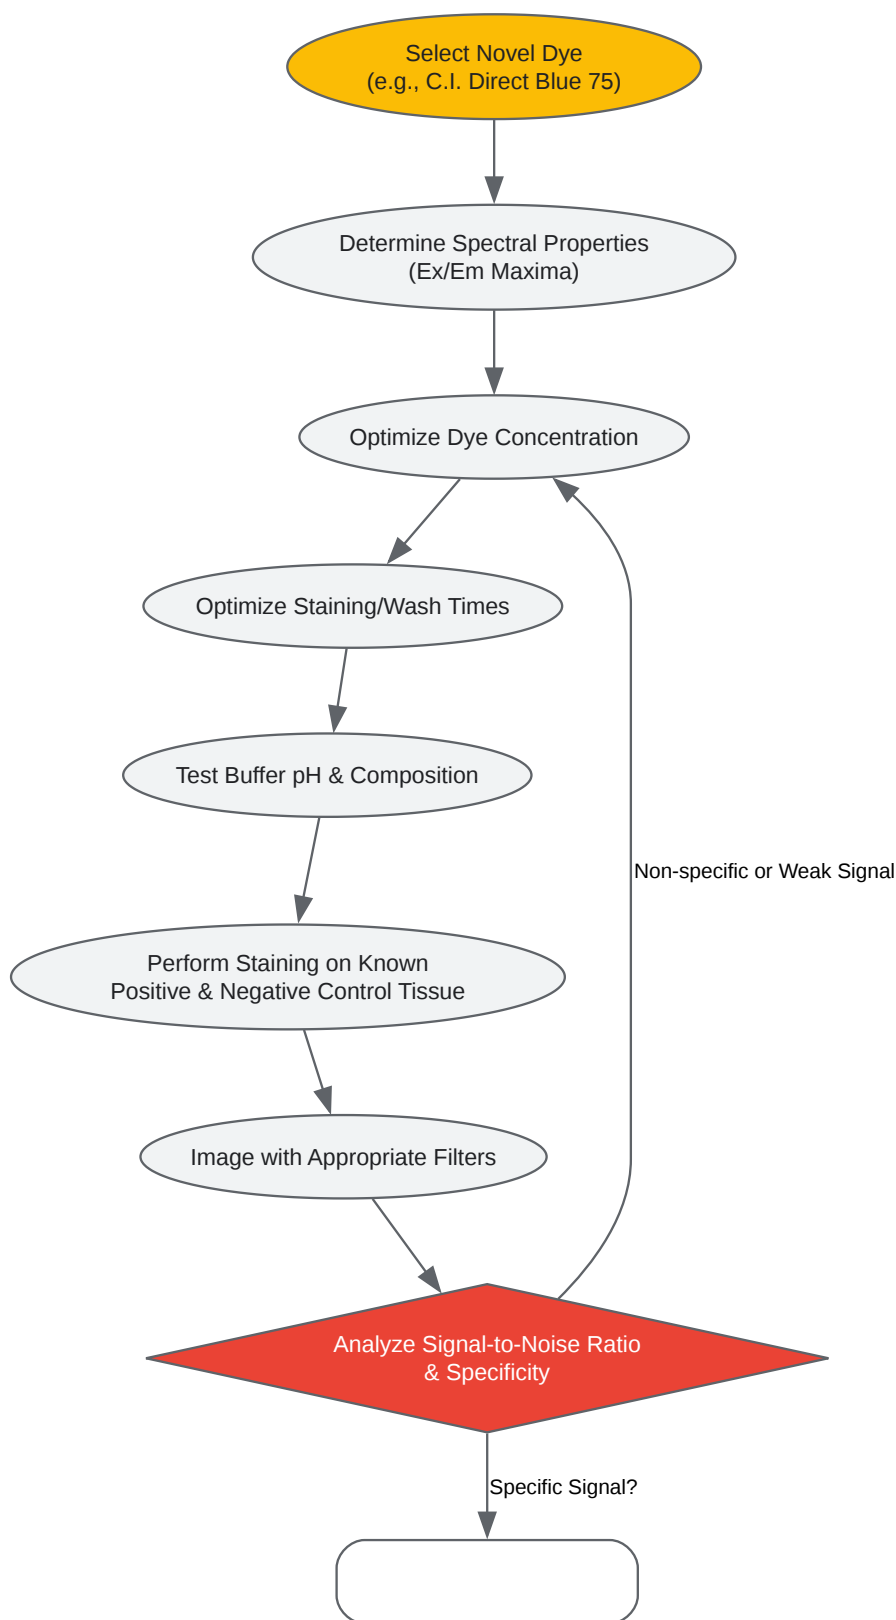 Select Novel Dye
(e.g., C.I. Direct Blue 75)
Determine Spectral Properties
(Ex/Em Maxima)
Optimize Dye Concentration
Optimize Staining/Wash Times
Test Buffer pH & Composition
Non-specific or Weak Signal
Perform Staining on Known
Positive & Negative Control Tissue
Image with Appropriate Filters
Analyze Signal-to-Noise Ratio
& Specificity
Specific Signal?